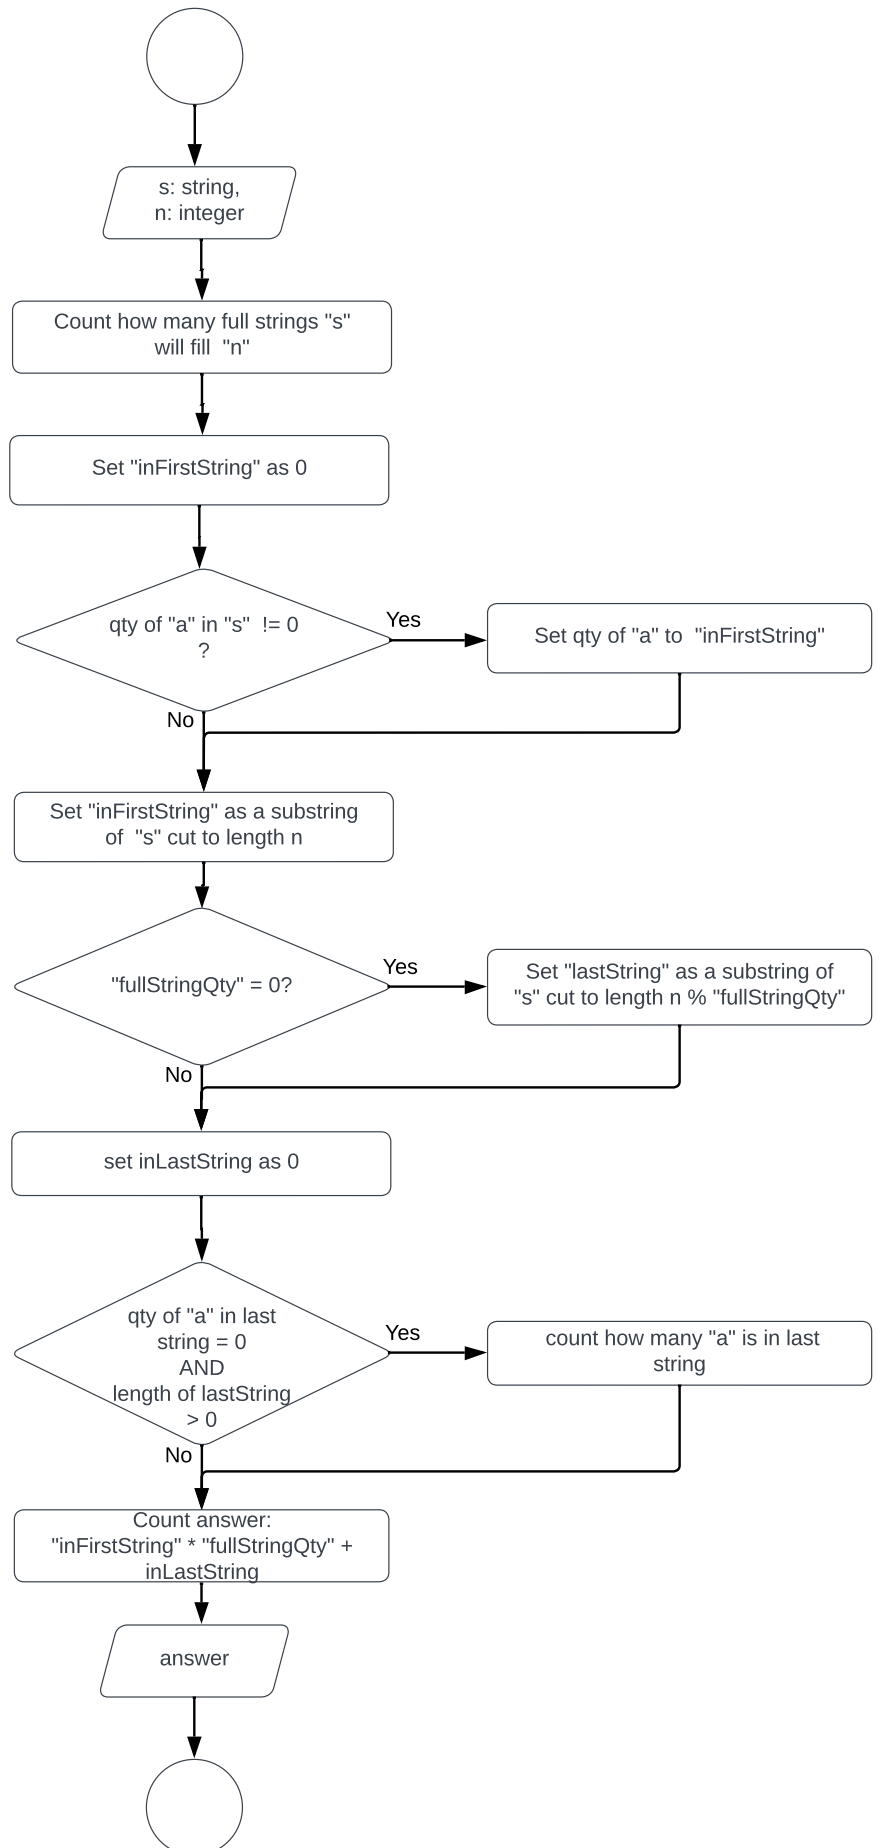 s: string,
n: integer
Count how many full strings "s"
will fill "n"
Set "inFirstString" as 0
qty of "a" in "s" != 0
?
Yes
Set qty of "a" to "inFirstString"
No
Set "inFirstString" as a substring
of "s" cut to length n
"fullStringQty" = 0?
Yes
Set "lastString" as a substring of
"s" cut to length n % "fullStringQty"
No
set inLastString as 0
qty of "a" in last
string = 0
AND
length of lastString
> 0
Yes
count how many "a" is in last
string
No
Count answer:
"inFirstString" * "fullStringQty" +
inLastString
answer